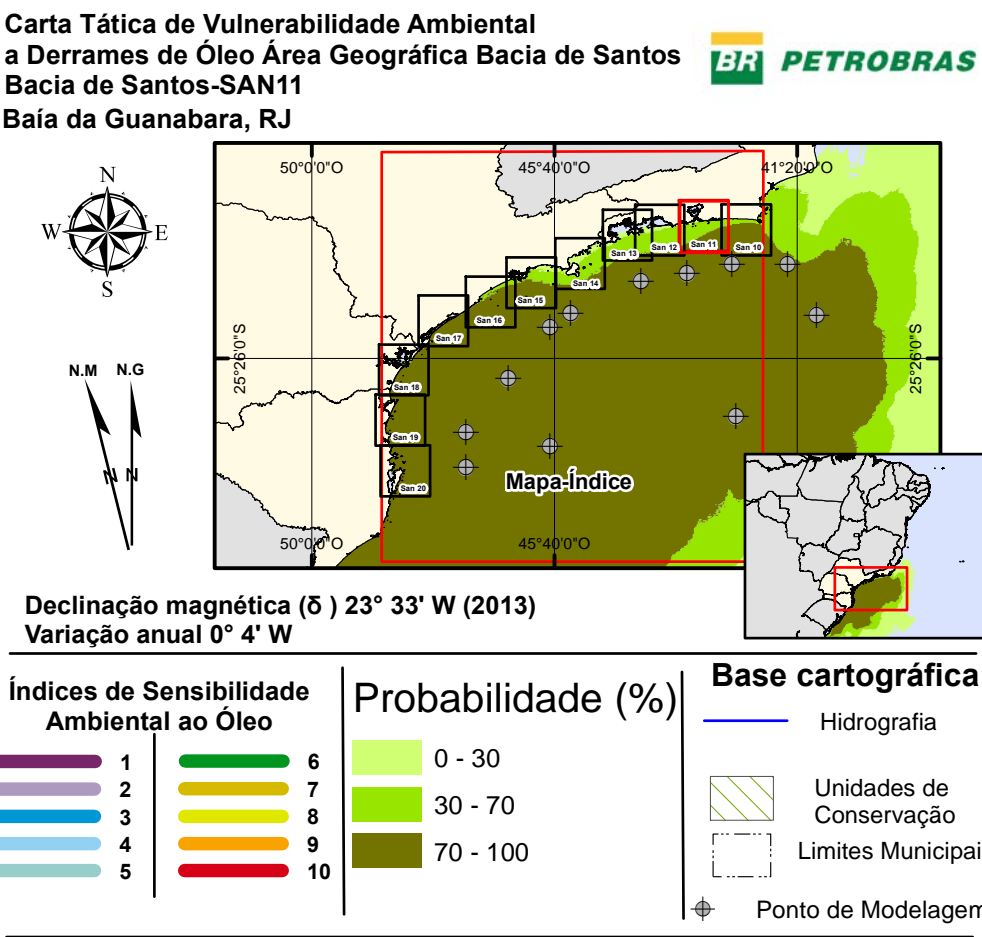 Carta Tática de Vulnerabilidade Ambiental
a Derrames de Óleo Área Geográfica Bacia de Santos
Bacia de Santos-SAN11
Baía da Guanabara, RJ
BR PETROBRAS
N
W E
S
N.M N.G
N N
50°0'0"O 45°40'0"O 41°20'0"O
25°26'0"S 25°26'0"S
San 10
San 11
San 12
San 13
San 14
San 15
San 16
San 17
San 18
San 19
San 20
Mapa-Índice
50°0'0"O 45°40'0"O
Declinação magnética (δ ) 23° 33' W (2013)
Variação anual 0° 4' W
Índices de Sensibilidade
Ambiental ao Óleo
1
2
3
4
5
6
7
8
9
10
Probabilidade (%)
0 - 30
30 - 70
70 - 100
Base cartográfica
Hidrografia
Unidades de
Conservação
Limites Municipai
Ponto de Modelagem